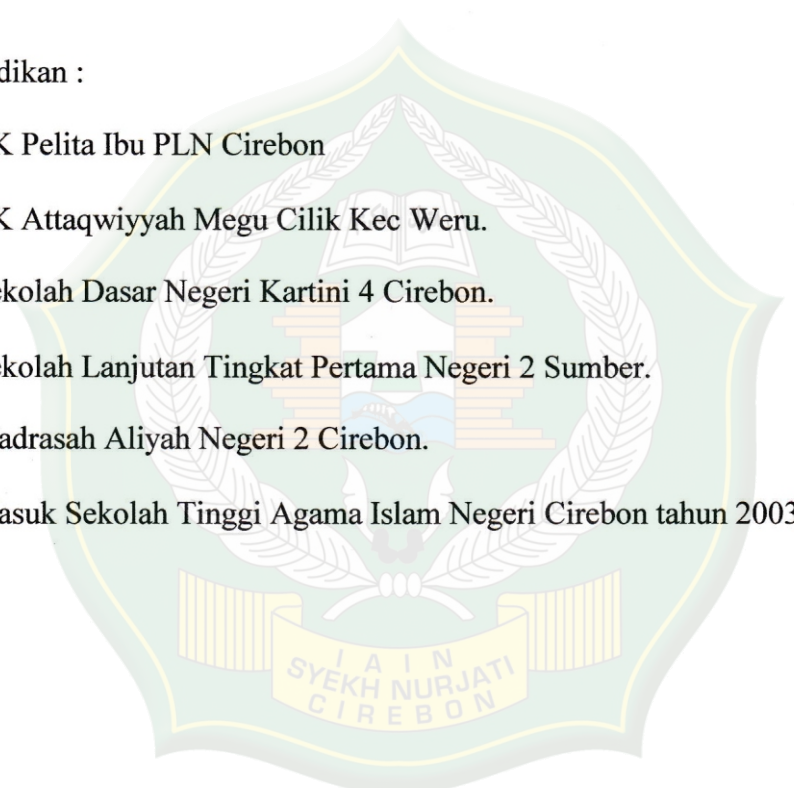 dikan :
K Pelita Ibu PLN Cirebon
K Attaqwiyyah Megu Cilik Kec Weru.
ekolah Dasar Negeri Kartini 4 Cirebon.
ekolah Lanjutan Tingkat Pertama Negeri 2 Sumber.
adrasah Aliyah Negeri 2 Cirebon.
asuk Sekolah Tinggi Agama Islam Negeri Cirebon tahun 2003
IAIN
SYEKH NURJATI
CIREBON